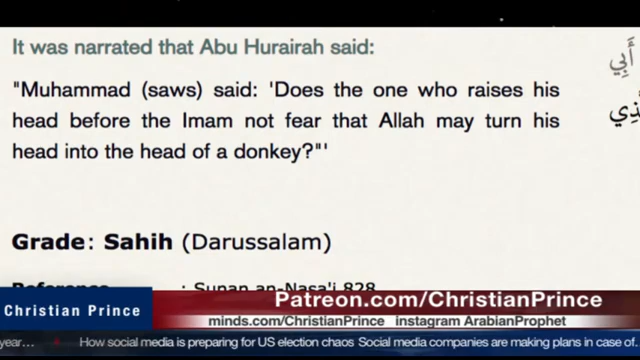 It was narrated that Abu Hurairah said:
أَبِي
"Muhammad (saws) said: 'Does the one who raises his
head before the Imam not fear that Allah may turn his
head into the head of a donkey?"'
Grade: Sahih (Darussalam)
Reference : Sunan an-Nasa'i 828
Christian Prince
Patreon.com/ChristianPrince
minds.com/ChristianPrince instagram ArabianProphet
year... How social media is preparing for US election chaos Social media companies are making plans in case of.